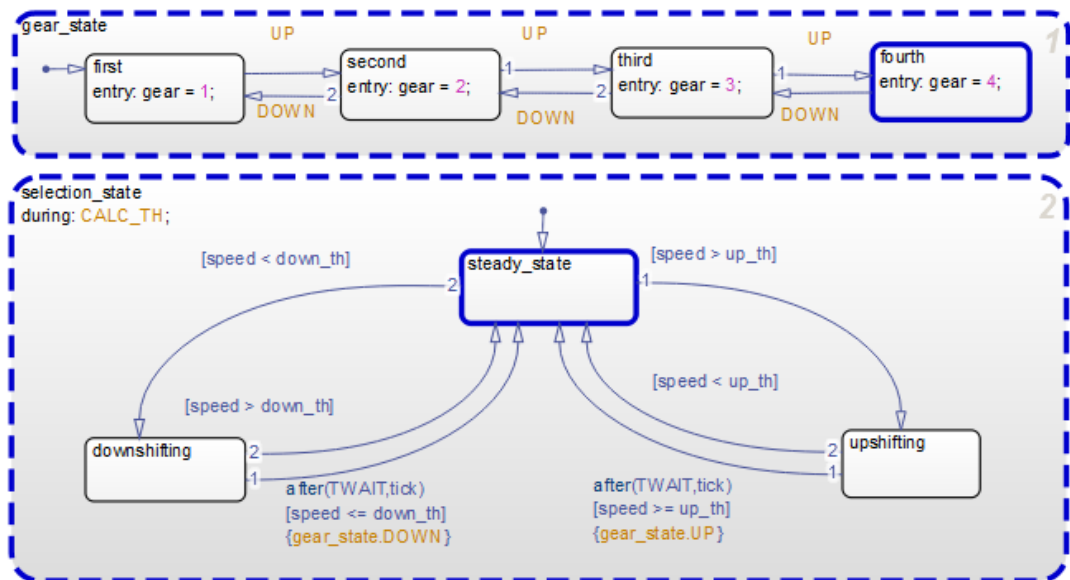 gear_state
1
UP
UP
UP
first
entry: gear = 1;
second
entry: gear = 2;
third
entry: gear = 3;
fourth
entry: gear = 4;
1
2
1
2
DOWN
DOWN
DOWN
selection_state
during: CALC_TH;
2
[speed < down_th]
steady_state
[speed > up_th]
2
1
[speed > down_th]
[speed < up_th]
downshifting
2
1
upshifting
2
1
after(TWAIT,tick)
[speed <= down_th]
{gear_state.DOWN}
after(TWAIT,tick)
[speed >= up_th]
{gear_state.UP}